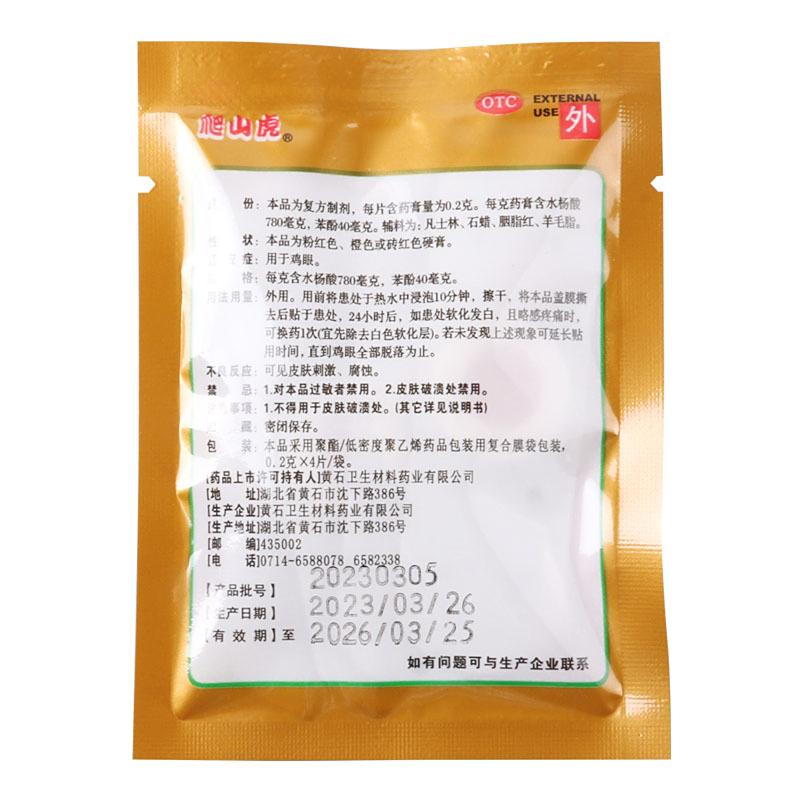 爬山虎®
OTC
EXTERNAL
USE
外
份：本品为复方制剂，每片含药膏量为0.2克。每克药膏含水杨酸
780毫克，苯酚40毫克。辅料为：凡士林、石蜡、胭脂红、羊毛脂。
性 状：本品为粉红色、橙色或砖红色硬膏。
症：用于鸡眼。
格：每克含水杨酸780毫克，苯酚40毫克。
用法用量：外用。用前将患处于热水中浸泡10分钟，擦干，将本品盖膜撕
去后贴于患处，24小时后，如患处软化发白，且略感疼痛时，
可换药1次(宜先除去白色软化层)。若未发现上述现象可延长贴
用时间，直到鸡眼全部脱落为止。
不良反应：可见皮肤刺激、腐蚀。
禁 忌：1.对本品过敏者禁用。2.皮肤破溃处禁用。
事项：1.不得用于皮肤破溃处。(其它详见说明书)
藏：密闭保存。
包 装：本品采用聚酯/低密度聚乙烯药品包装用复合膜袋包装，
0.2克×4片/袋。
[药品上市许可持有人]黄石卫生材料药业有限公司
[地 址]湖北省黄石市沈下路386号
[生产企业]黄石卫生材料药业有限公司
[生产地址]湖北省黄石市沈下路386号
[邮 编]435002
[电 话]0714-6588078 6582338
【产品批号】 20230305
【生产日期】 2023/03/26
【有 效 期】至 2026/03/25
如有问题可与生产企业联系